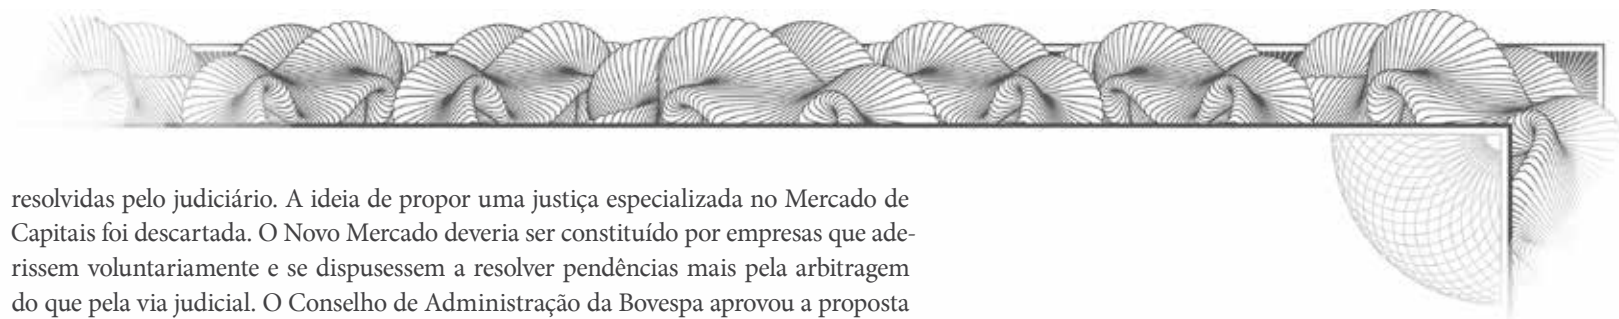 resolvidas pelo judiciário. A ideia de propor uma justiça especializada no Mercado de
Capitais foi descartada. O Novo Mercado deveria ser constituído por empresas que ade-
rissem voluntariamente e se dispusessem a resolver pendências mais pela arbitragem
do que pela via judicial. O Conselho de Administração da Bovespa aprovou a proposta